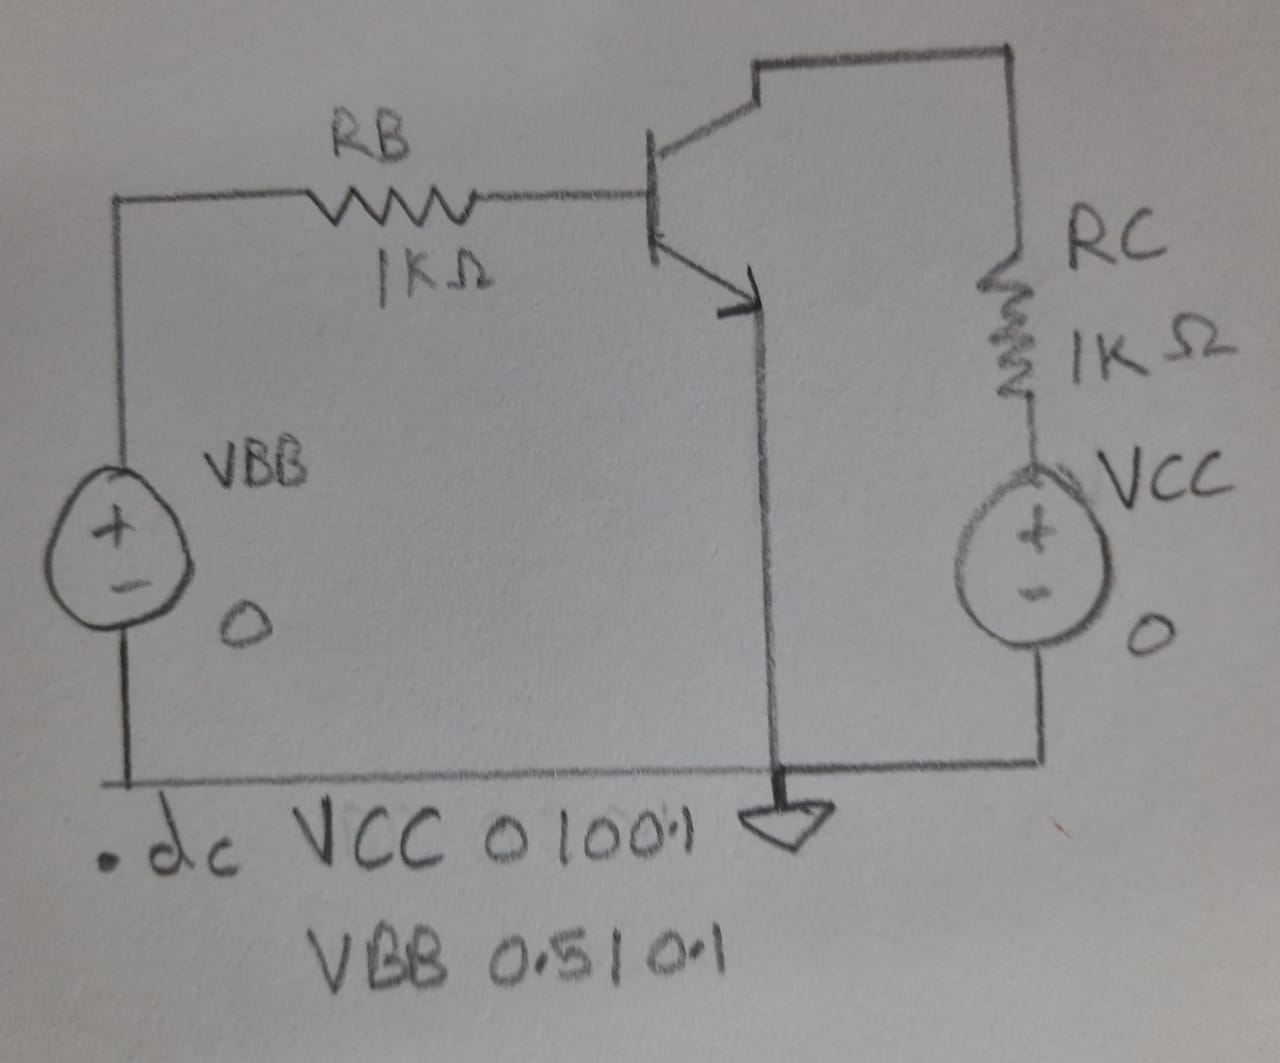 RB
1KΩ
RC
1K Ω
VBB
+
-
0
VCC
+
-
0
.dc VCC 0 10 0.1
VBB 0.5 1 0.1